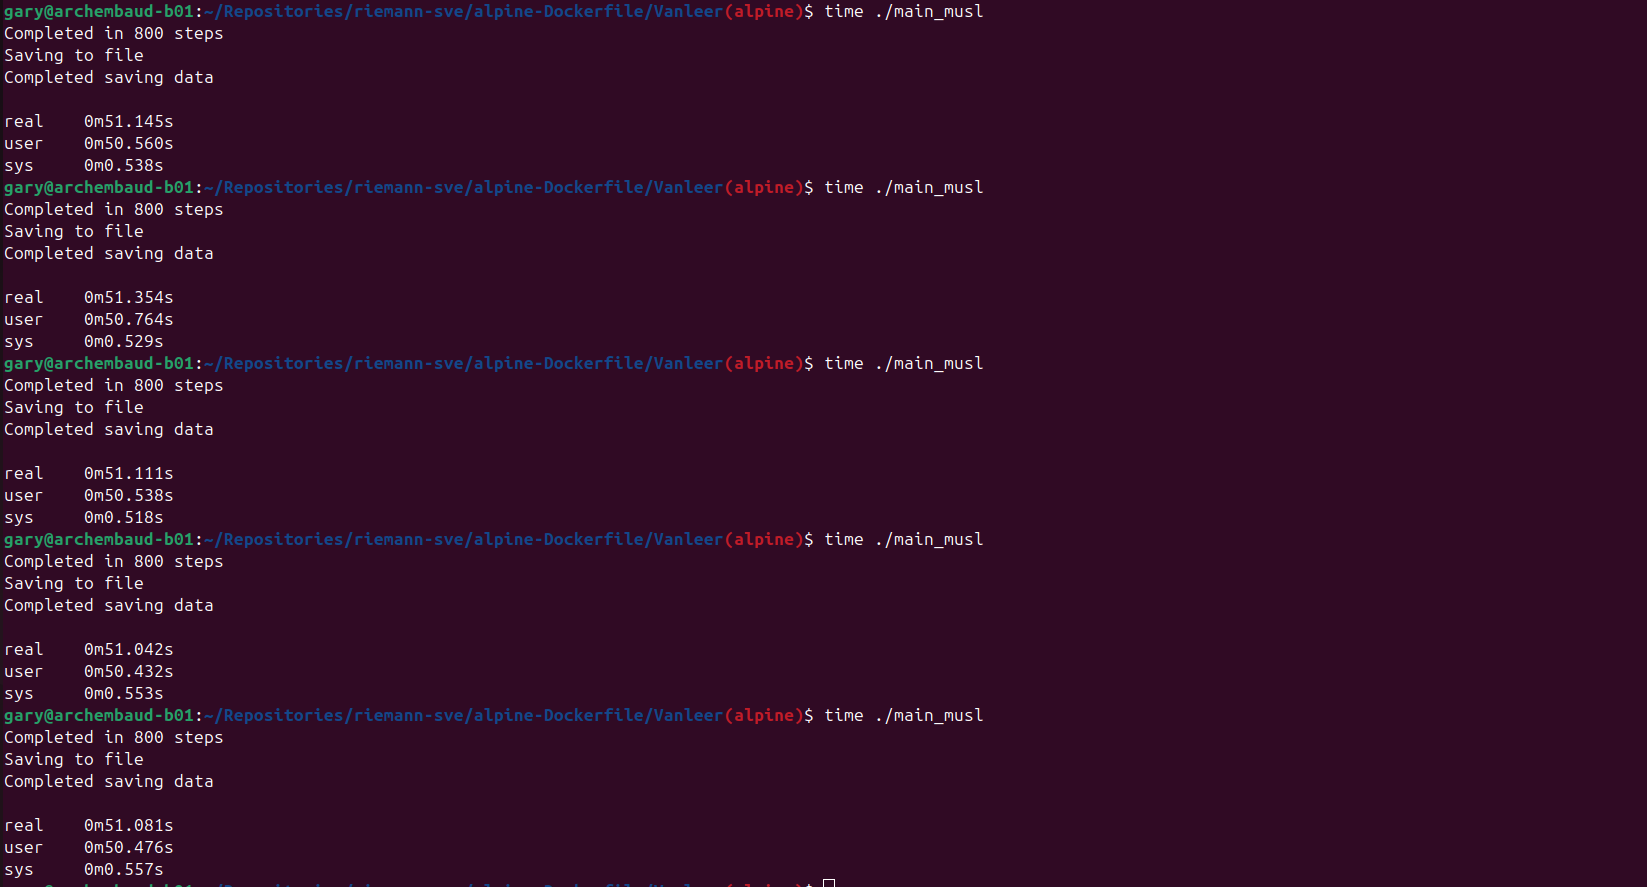 gary@archembaud-b01:~/Repositories/riemann-sve/alpine-Dockerfile/Vanleer(alpine)$ time ./main_musl
Completed in 800 steps
Saving to file
Completed saving data
real 0m51.145s
user 0m50.560s
sys 0m0.538s
gary@archembaud-b01:~/Repositories/riemann-sve/alpine-Dockerfile/Vanleer(alpine)$ time ./main_musl
Completed in 800 steps
Saving to file
Completed saving data
real 0m51.354s
user 0m50.764s
sys 0m0.529s
gary@archembaud-b01:~/Repositories/riemann-sve/alpine-Dockerfile/Vanleer(alpine)$ time ./main_musl
Completed in 800 steps
Saving to file
Completed saving data
real 0m51.111s
user 0m50.538s
sys 0m0.518s
gary@archembaud-b01:~/Repositories/riemann-sve/alpine-Dockerfile/Vanleer(alpine)$ time ./main_musl
Completed in 800 steps
Saving to file
Completed saving data
real 0m51.042s
user 0m50.432s
sys 0m0.553s
gary@archembaud-b01:~/Repositories/riemann-sve/alpine-Dockerfile/Vanleer(alpine)$ time ./main_musl
Completed in 800 steps
Saving to file
Completed saving data
real 0m51.081s
user 0m50.476s
sys 0m0.557s